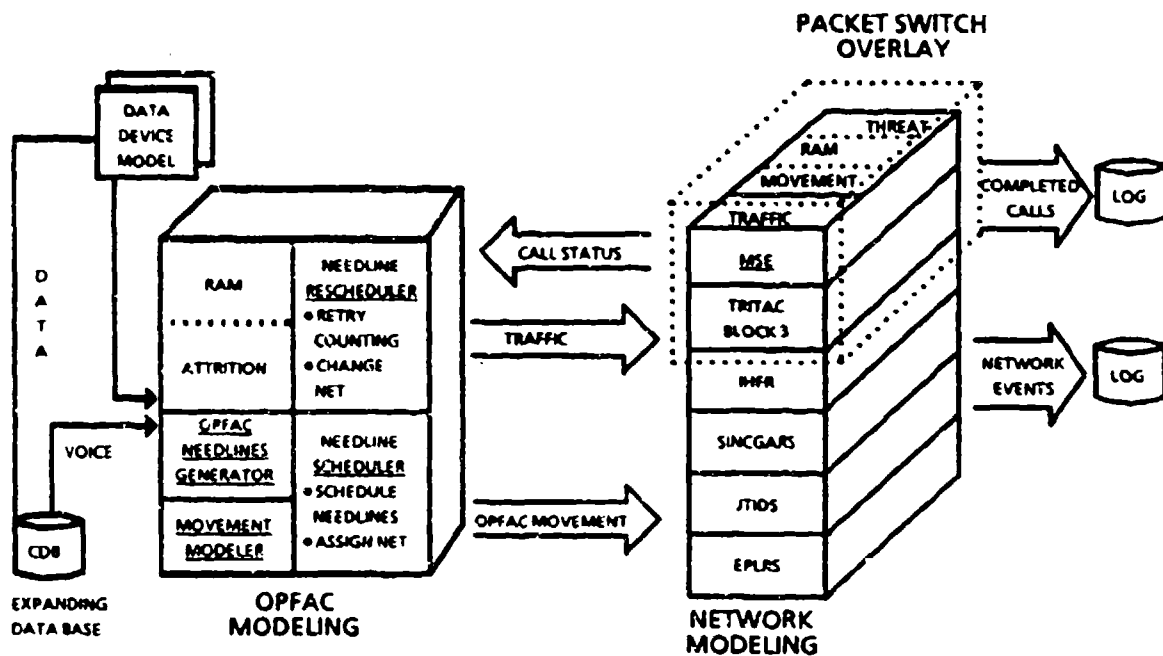 PACKET SWITCH
OVERLAY
DATA
DEVICE
MODEL
THREAT
RAM
MOVEMENT
TRAFFIC
COMPLETED
CALLS
LOG
CALL STATUS
MSE
RAM
NEEDLINE
RESCHEDULER
• RETRY
COUNTING
• CHANGE
NET
DATA
TRITAC
BLOCK 3
TRAFFIC
ATTRITION
IHFR
NETWORK
EVENTS
LOG
VOICE
OPFAC
NEEDLINES
GENERATOR
NEEDLINE
SCHEDULER
• SCHEDULE
NEEDLINES
• ASSIGN NET
SINCGARS
JTIDS
OPFAC MOVEMENT
MOVEMENT
MODELER
CDB
EPLRS
EXPANDING
DATA BASE
OPFAC
MODELING
NETWORK
MODELING